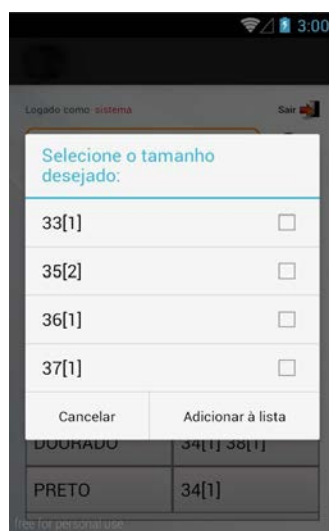 3:00
Logado como sistema Sair
Selecione o tamanho
desejado:
33[1]
35[2]
36[1]
37[1]
Cancelar Adicionar à lista
DOURADO 34[1] 38[1]
PRETO 34[1]
free for personal use